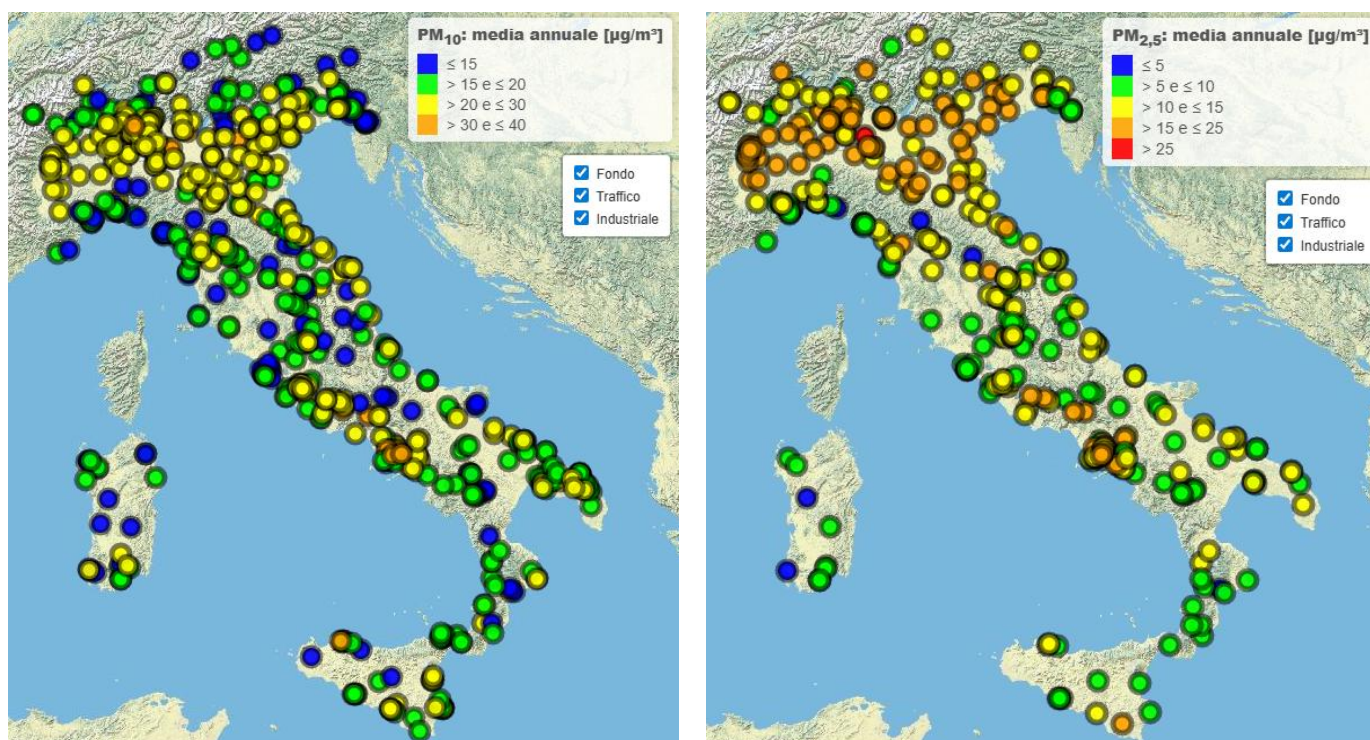 PM₁₀: media annuale [µg/m³]
≤ 15
> 15 e ≤ 20
> 20 e ≤ 30
> 30 e ≤ 40
Fondo
Traffico
Industriale
PM₂,₅: media annuale [µg/m³]
≤ 5
> 5 e ≤ 10
> 10 e ≤ 15
> 15 e ≤ 25
> 25
Fondo
Traffico
Industriale